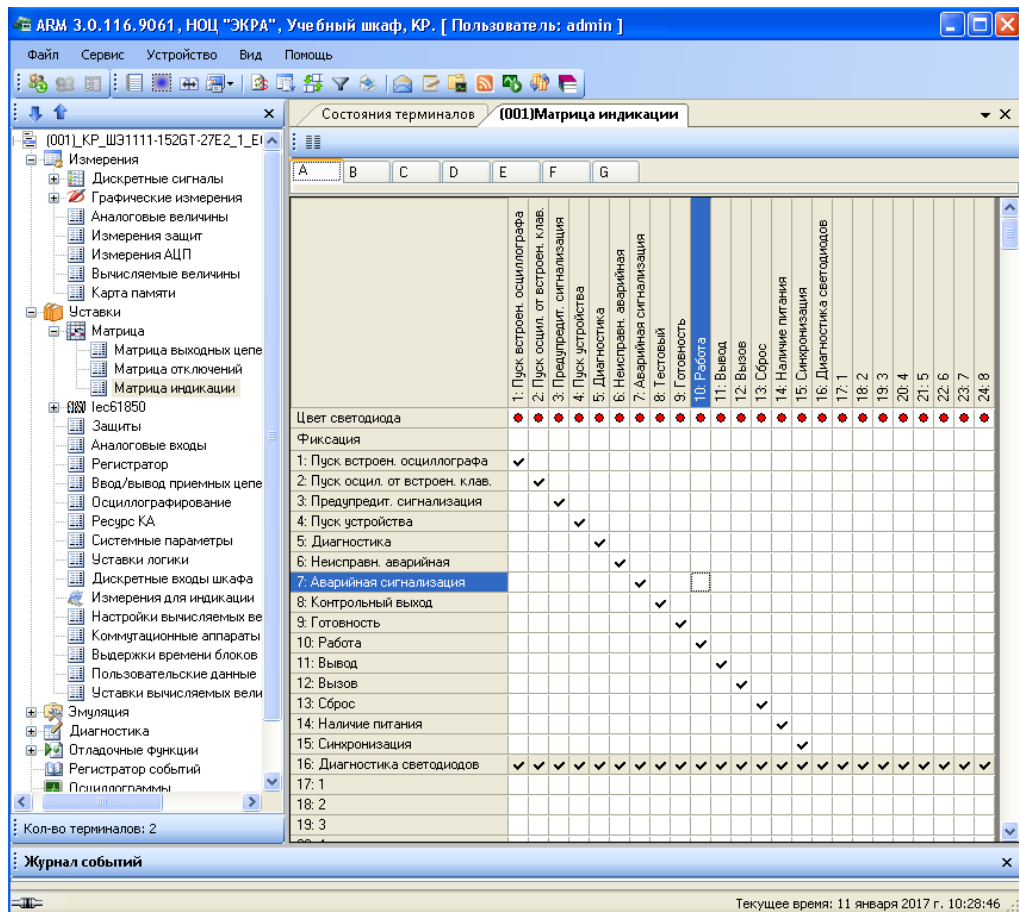 ARM 3.0.116.9061, НОЦ "ЭКРА", Учебный шкаф, КР. [ Пользователь: admin ]
Файл Сервис Устройство Вид Помощь
Состояния терминалов (001)Матрица индикации
(001)_КР_ШЭ1111-152GT-27E2_1_
Измерения
Дискретные сигналы
Графические измерения
Аналоговые величины
Измерения защит
Измерения АЦП
Вычисляемые величины
Карта памяти
Уставки
Матрица
Матрица выходных цепе
Матрица отключений
Матрица индикации
Iec61850
Защиты
Аналоговые входы
Регистратор
Ввод/вывод приемных цепе
Осциллографирование
Ресурс КА
Системные параметры
Уставки логики
Дискретные входы шкафа
Измерения для индикации
Настройки вычисляемых ве
Коммутационные аппараты
Выдержки времени блоков
Пользовательские данные
Уставки вычисляемых вели
Эмуляция
Диагностика
Отладочные функции
Регистратор событий
Осциллограммы
Кол-во терминалов: 2
A B C D E F G
1: Пуск встроен. осциллографа
2: Пуск осцил. от встроен. клав.
3: Предупредит. сигнализация
4: Пуск устройства
5: Диагностика
6: Неисправн. аварийная
7: Аварийная сигнализация
8: Тестовый
9: Готовность
10: Работа
11: Вывод
12: Вызов
13: Сброс
14: Наличие питания
15: Синхронизация
16: Диагностика светодиодов
17: 1
18: 2
19: 3
20: 4
21: 5
22: 6
23: 7
24: 8
Цвет светодиода
Фиксация
1: Пуск встроен. осциллографа
2: Пуск осцил. от встроен. клав.
3: Предупредит. сигнализация
4: Пуск устройства
5: Диагностика
6: Неисправн. аварийная
7: Аварийная сигнализация
8: Контрольный выход
9: Готовность
10: Работа
11: Вывод
12: Вызов
13: Сброс
14: Наличие питания
15: Синхронизация
16: Диагностика светодиодов
17: 1
18: 2
19: 3
Журнал событий
Текущее время: 11 января 2017 г. 10:28:46